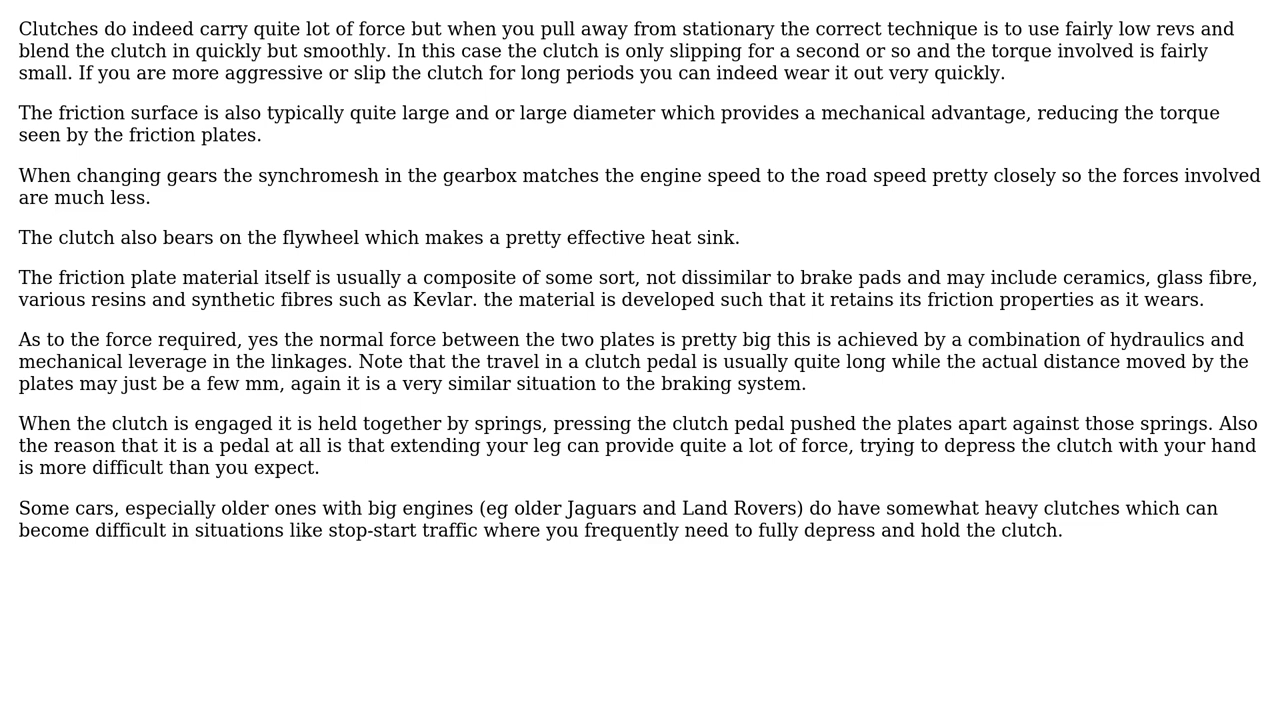 Clutches do indeed carry quite lot of force but when you pull away from stationary the correct technique is to use fairly low revs and
blend the clutch in quickly but smoothly. In this case the clutch is only slipping for a second or so and the torque involved is fairly
small. If you are more aggressive or slip the clutch for long periods you can indeed wear it out very quickly.
The friction surface is also typically quite large and or large diameter which provides a mechanical advantage, reducing the torque
seen by the friction plates.
When changing gears the synchromesh in the gearbox matches the engine speed to the road speed pretty closely so the forces involved
are much less.
The clutch also bears on the flywheel which makes a pretty effective heat sink.
The friction plate material itself is usually a composite of some sort, not dissimilar to brake pads and may include ceramics, glass fibre,
various resins and synthetic fibres such as Kevlar. the material is developed such that it retains its friction properties as it wears.
As to the force required, yes the normal force between the two plates is pretty big this is achieved by a combination of hydraulics and
mechanical leverage in the linkages. Note that the travel in a clutch pedal is usually quite long while the actual distance moved by the
plates may just be a few mm, again it is a very similar situation to the braking system.
When the clutch is engaged it is held together by springs, pressing the clutch pedal pushed the plates apart against those springs. Also
the reason that it is a pedal at all is that extending your leg can provide quite a lot of force, trying to depress the clutch with your hand
is more difficult than you expect.
Some cars, especially older ones with big engines (eg older Jaguars and Land Rovers) do have somewhat heavy clutches which can
become difficult in situations like stop-start traffic where you frequently need to fully depress and hold the clutch.